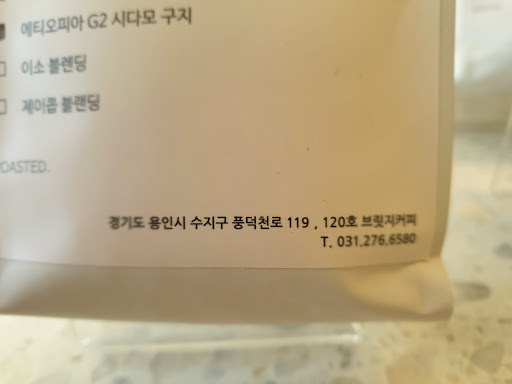 에티오피아 G2 시다모 구지
이소 블렌딩
제이콥 블랜딩
ROASTED.
경기도 용인시 수지구 풍덕천로 119 , 120호 브릿지커피
T. 031.276.6580